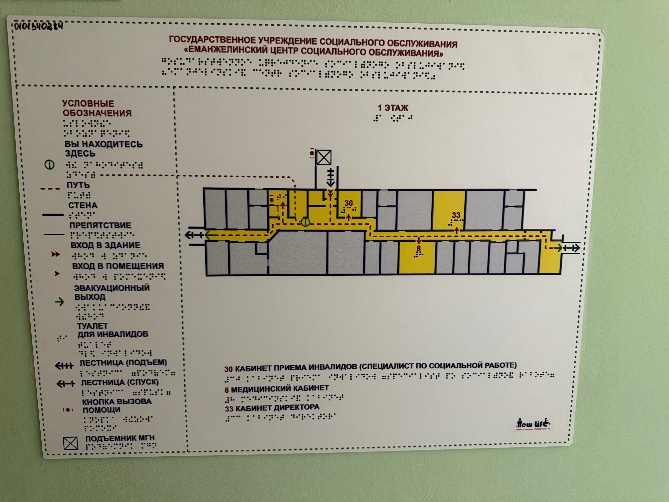 ГОСУДАРСТВЕННОЕ УЧРЕЖДЕНИЕ СОЦИАЛЬНОГО ОБСЛУЖИВАНИЯ
«ЕМАНЖЕЛИНСКИЙ ЦЕНТР СОЦИАЛЬНОГО ОБСЛУЖИВАНИЯ»
УСЛОВНЫЕ
ОБОЗНАЧЕНИЯ
ВЫ НАХОДИТЕСЬ
ЗДЕСЬ
ПУТЬ
СТЕНА
ПРЕПЯТСТВИЕ
ВХОД В ЗДАНИЕ
ВХОД В ПОМЕЩЕНИЯ
ЭВАКУАЦИОННЫЙ
ВЫХОД
ТУАЛЕТ
ДЛЯ ИНВАЛИДОВ
ЛЕСТНИЦА (ПОДЪЕМ)
ЛЕСТНИЦА (СПУСК)
КНОПКА ВЫЗОВА
ПОМОЩИ
ПОДЪЕМНИК МГН
1 ЭТАЖ
30
33
8
30 КАБИНЕТ ПРИЕМА ИНВАЛИДОВ (СПЕЦИАЛИСТ ПО СОЦИАЛЬНОЙ РАБОТЕ)
8 МЕДИЦИНСКИЙ КАБИНЕТ
33 КАБИНЕТ ДИРЕКТОРА
New Life